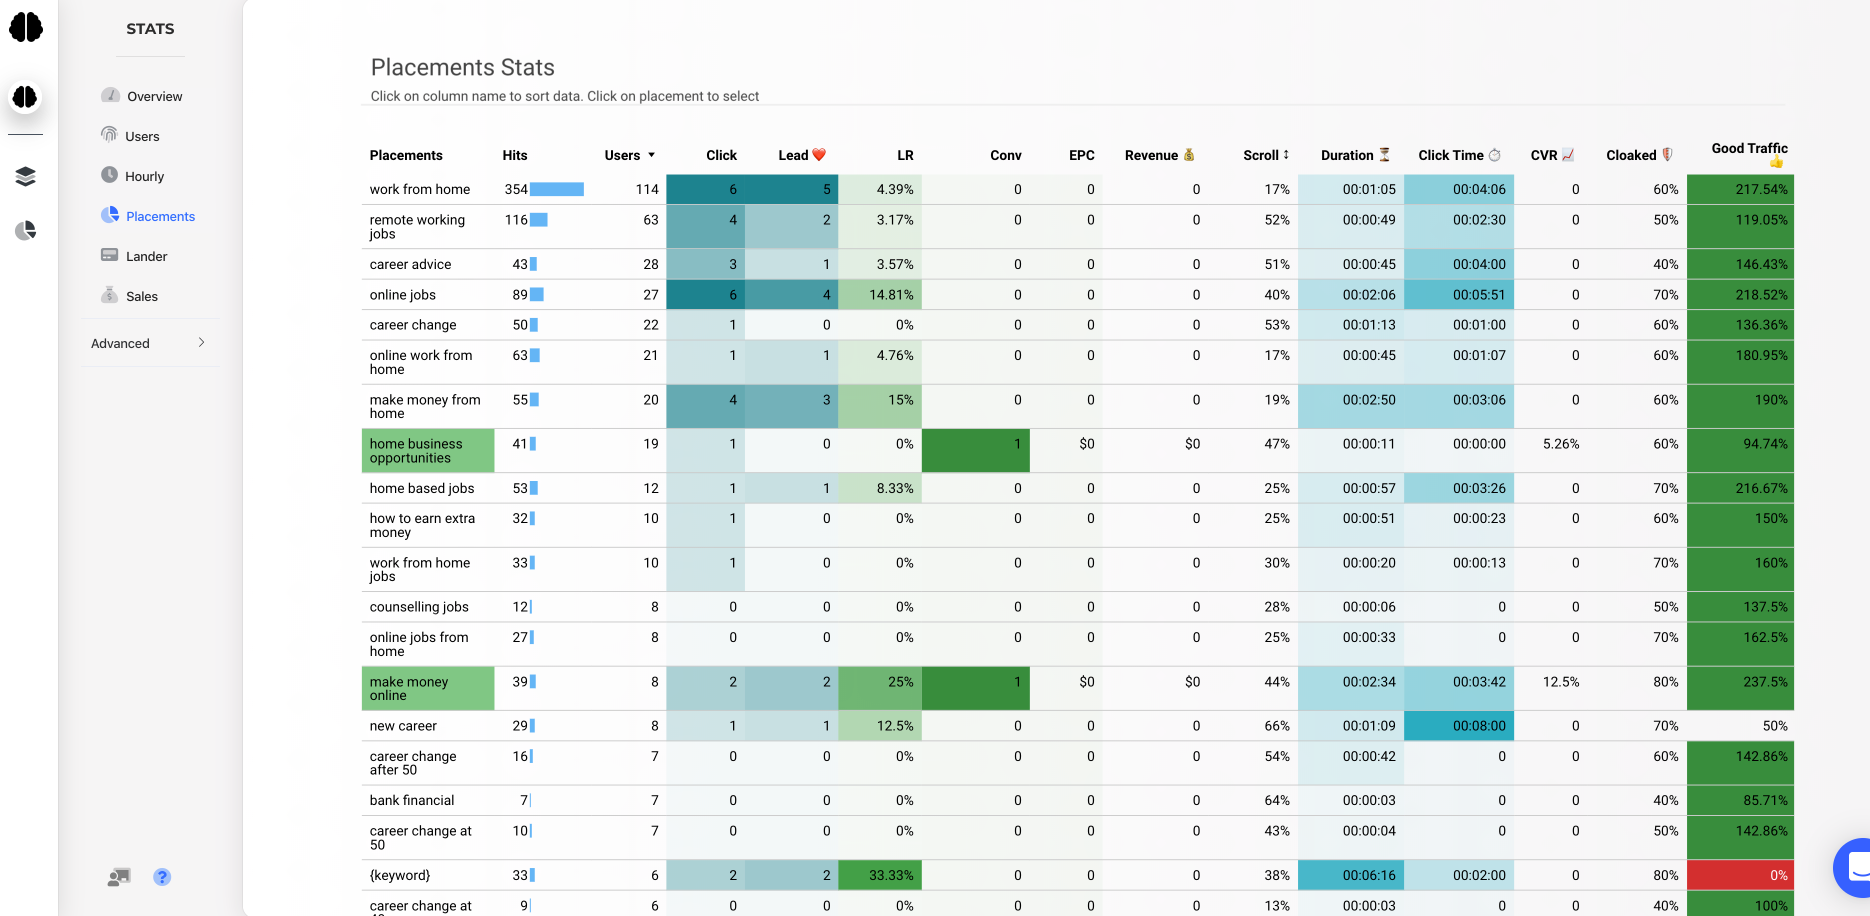 STATS
Overview
Users
Hourly
Placements
Lander
Sales
Advanced
?
Placements Stats
Click on column name to sort data. Click on placement to select
Placements Hits Users Click Lead LR Conv EPC Revenue Scroll Duration Click Time CVR Cloaked Good Traffic
work from home 354 114 6 5 4.39% 0 0 0 17% 00:01:05 00:04:06 0 60% 217.54%
remote working 116 63 4 2 3.17% 0 0 0 52% 00:00:49 00:02:30 0 50% 119.05%
jobs
career advice 43 28 3 1 3.57% 0 0 0 51% 00:00:45 00:04:00 0 40% 146.43%
online jobs 89 27 6 4 14.81% 0 0 0 40% 00:02:06 00:05:51 0 70% 218.52%
career change 50 22 1 0 0% 0 0 0 53% 00:01:13 00:01:00 0 60% 136.36%
online work from 63 21 1 1 4.76% 0 0 0 17% 00:00:45 00:01:07 0 60% 180.95%
home
make money from 55 20 4 3 15% 0 0 0 19% 00:02:50 00:03:06 0 60% 190%
home
home business 41 19 1 0 0% 1 $0 $0 47% 00:00:11 00:00:00 5.26% 60% 94.74%
opportunities
home based jobs 53 12 1 1 8.33% 0 0 0 25% 00:00:57 00:03:26 0 70% 216.67%
how to earn extra 32 10 1 0 0% 0 0 0 25% 00:00:51 00:00:23 0 60% 150%
money
work from home 33 10 1 0 0% 0 0 0 30% 00:00:20 00:00:13 0 70% 160%
jobs
counselling jobs 12 8 0 0 0% 0 0 0 28% 00:00:06 0 0 50% 137.5%
online jobs from 27 8 0 0 0% 0 0 0 25% 00:00:33 0 0 70% 162.5%
home
make money 39 8 2 2 25% 1 $0 $0 44% 00:02:34 00:03:42 12.5% 80% 237.5%
online
new career 29 8 1 1 12.5% 0 0 0 66% 00:01:09 00:08:00 0 70% 50%
career change 16 7 0 0 0% 0 0 0 54% 00:00:42 0 0 60% 142.86%
after 50
bank financial 7 7 0 0 0% 0 0 0 64% 00:00:03 0 0 40% 85.71%
career change at 10 7 0 0 0% 0 0 0 43% 00:00:04 0 0 50% 142.86%
50
{keyword} 33 6 2 2 33.33% 0 0 0 38% 00:06:16 00:02:00 0 80% 0%
career change at 9 6 0 0 0% 0 0 0 13% 00:00:03 0 0 40% 100%